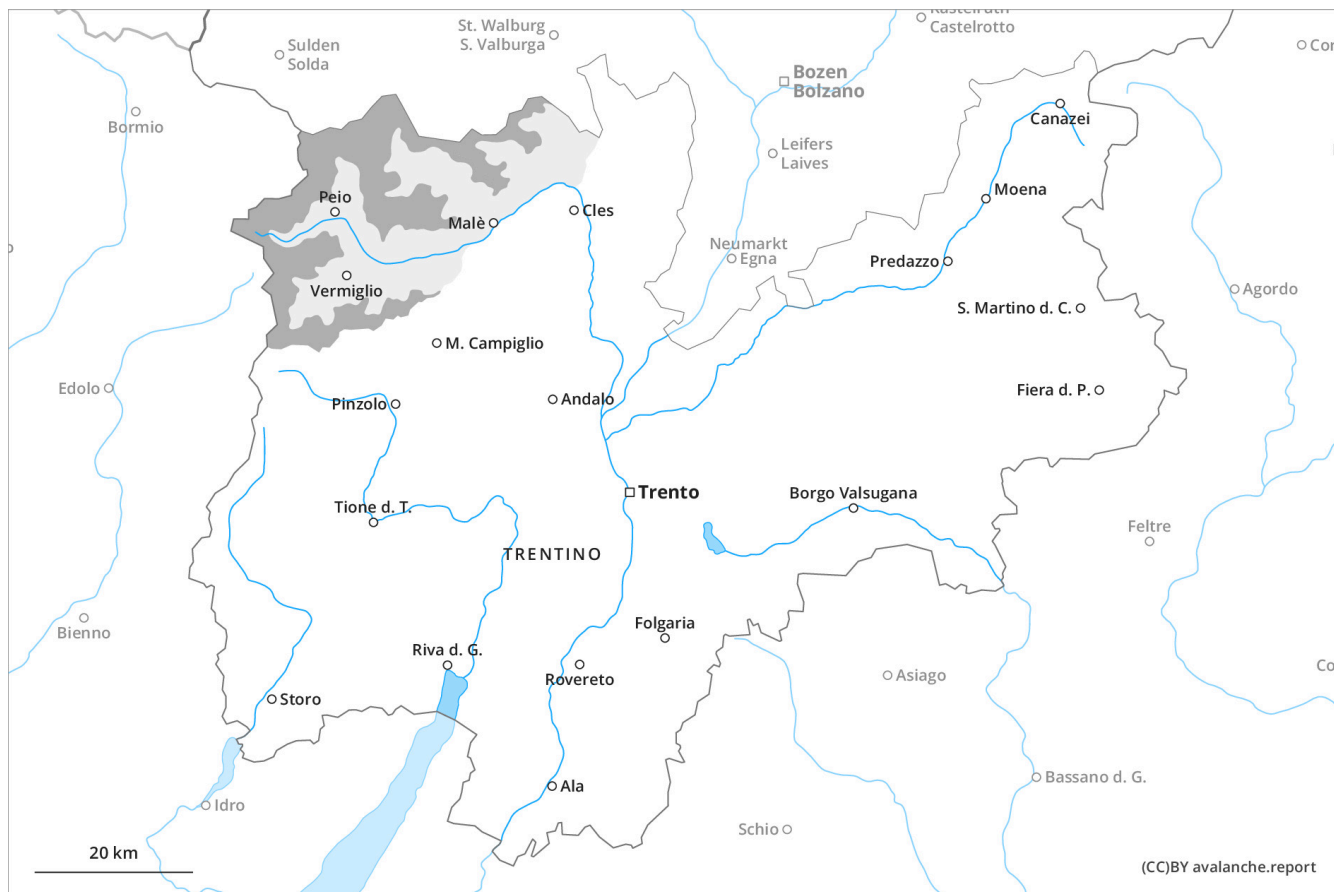 St. Walburg
S. Valburga
Castelrotto
Sulden
Solda
Bozen
Bolzano
Bormio
Canazei
Leifers
Laives
Moena
Peio
Malè
Cles
Neumarkt
Egna
Predazzo
Vermiglio
Agordo
S. Martino d. C.
M. Campiglio
Edolo
Pinzolo
Andalo
Fiera d. P.
Trento
Borgo Valsugana
Tione d. T.
Feltre
TRENTINO
Bienno
Folgaria
Riva d. G.
Rovereto
Asiago
Storo
Ala
Bassano d. G.
Idro
Schio
20 km
(CC)BY avalanche.report